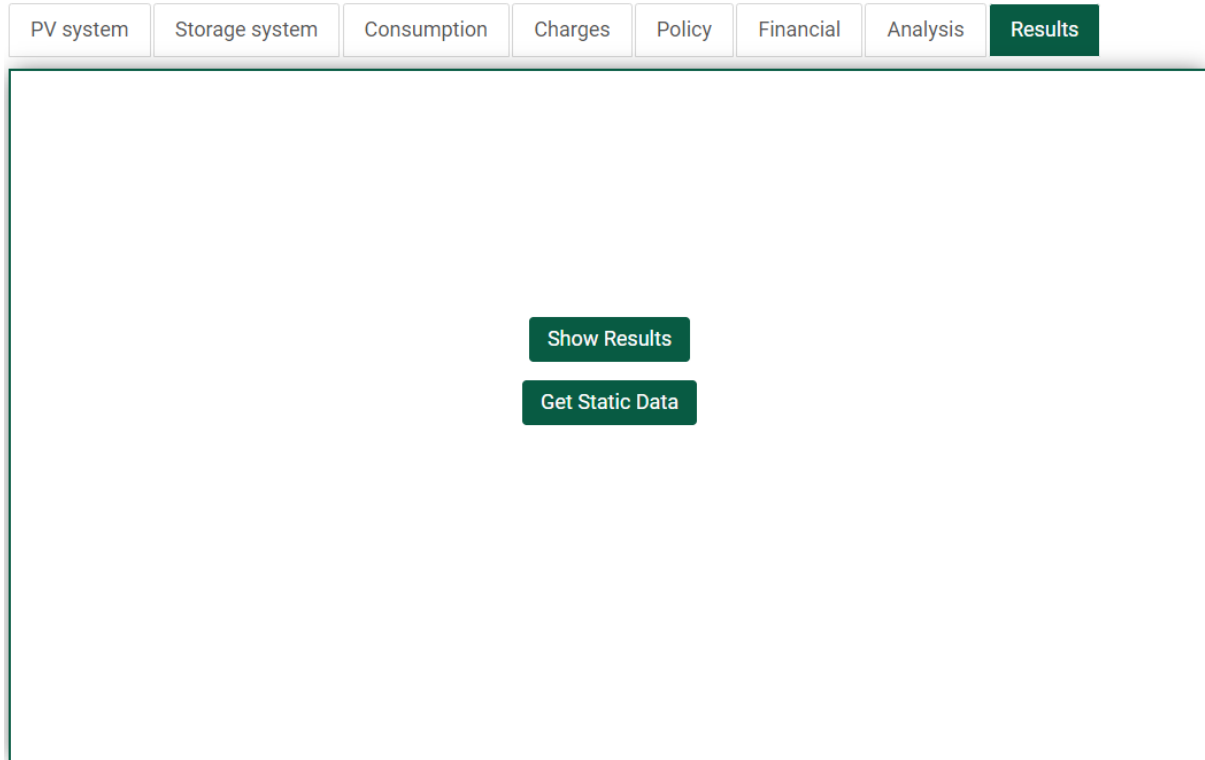 PV system Storage system Consumption Charges Policy Financial Analysis Results
Show Results
Get Static Data